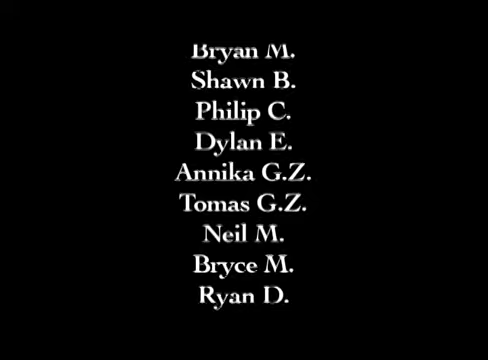 Bryan M.
Shawn B.
Philip C.
Dylan E.
Annika G.Z.
Tomas G.Z.
Neil M.
Bryce M.
Ryan D.